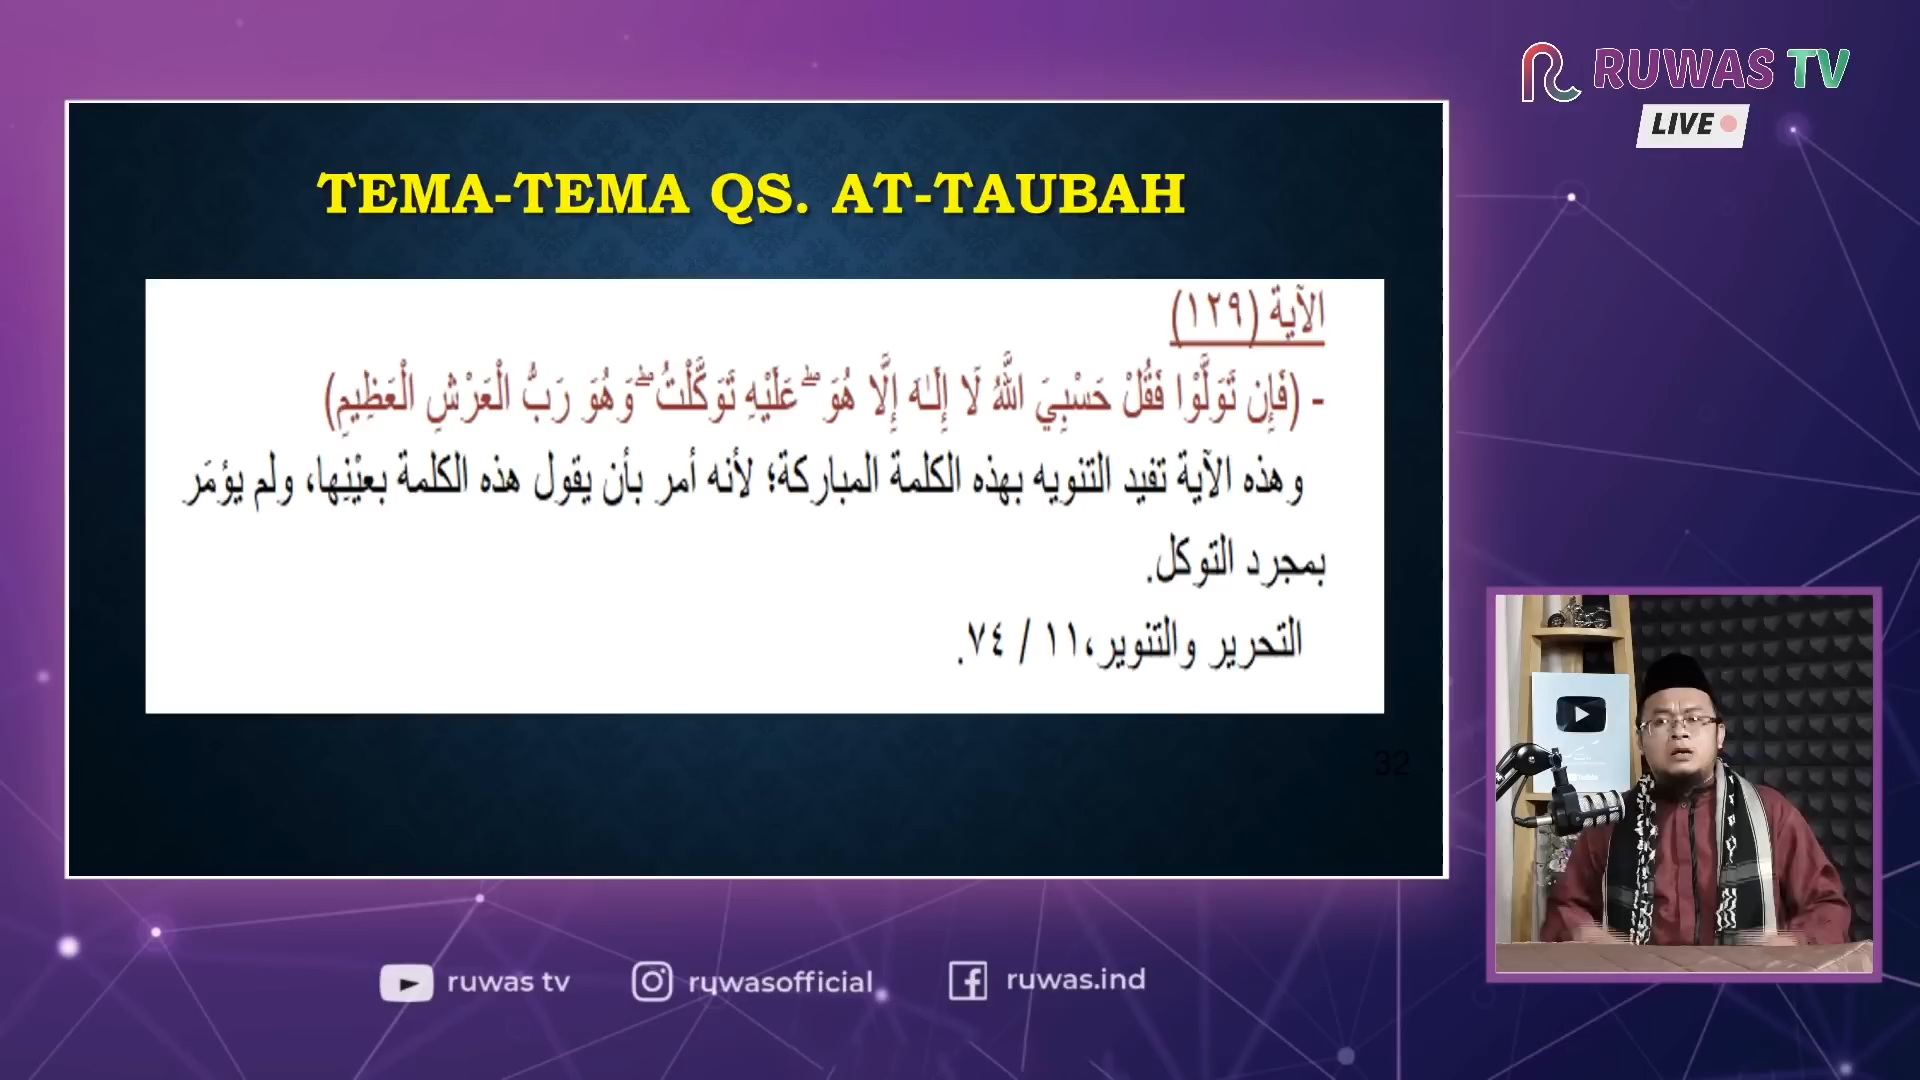 RUWAS TV
LIVE
TEMA-TEMA QS. AT-TAUBAH
الآية (١٢٩)
- (فَإِن تَوَلَّوْا فَقُلْ حَسْبِيَ اللَّهُ لَا إِلَـٰهَ إِلَّا هُوَ ۖ عَلَيْهِ تَوَكَّلْتُ ۖ وَهُوَ رَبُّ الْعَرْشِ الْعَظِيمِ)
وهذه الآية تفيد التنويه بهذه الكلمة المباركة؛ لأنه أمر بأن يقول هذه الكلمة بعيْنِها، ولم يؤمَر
بمجرد التوكل.
التحرير والتنوير،١١ / ٧٤.
32
ruwas tv
ruwasofficial
ruwas.ind